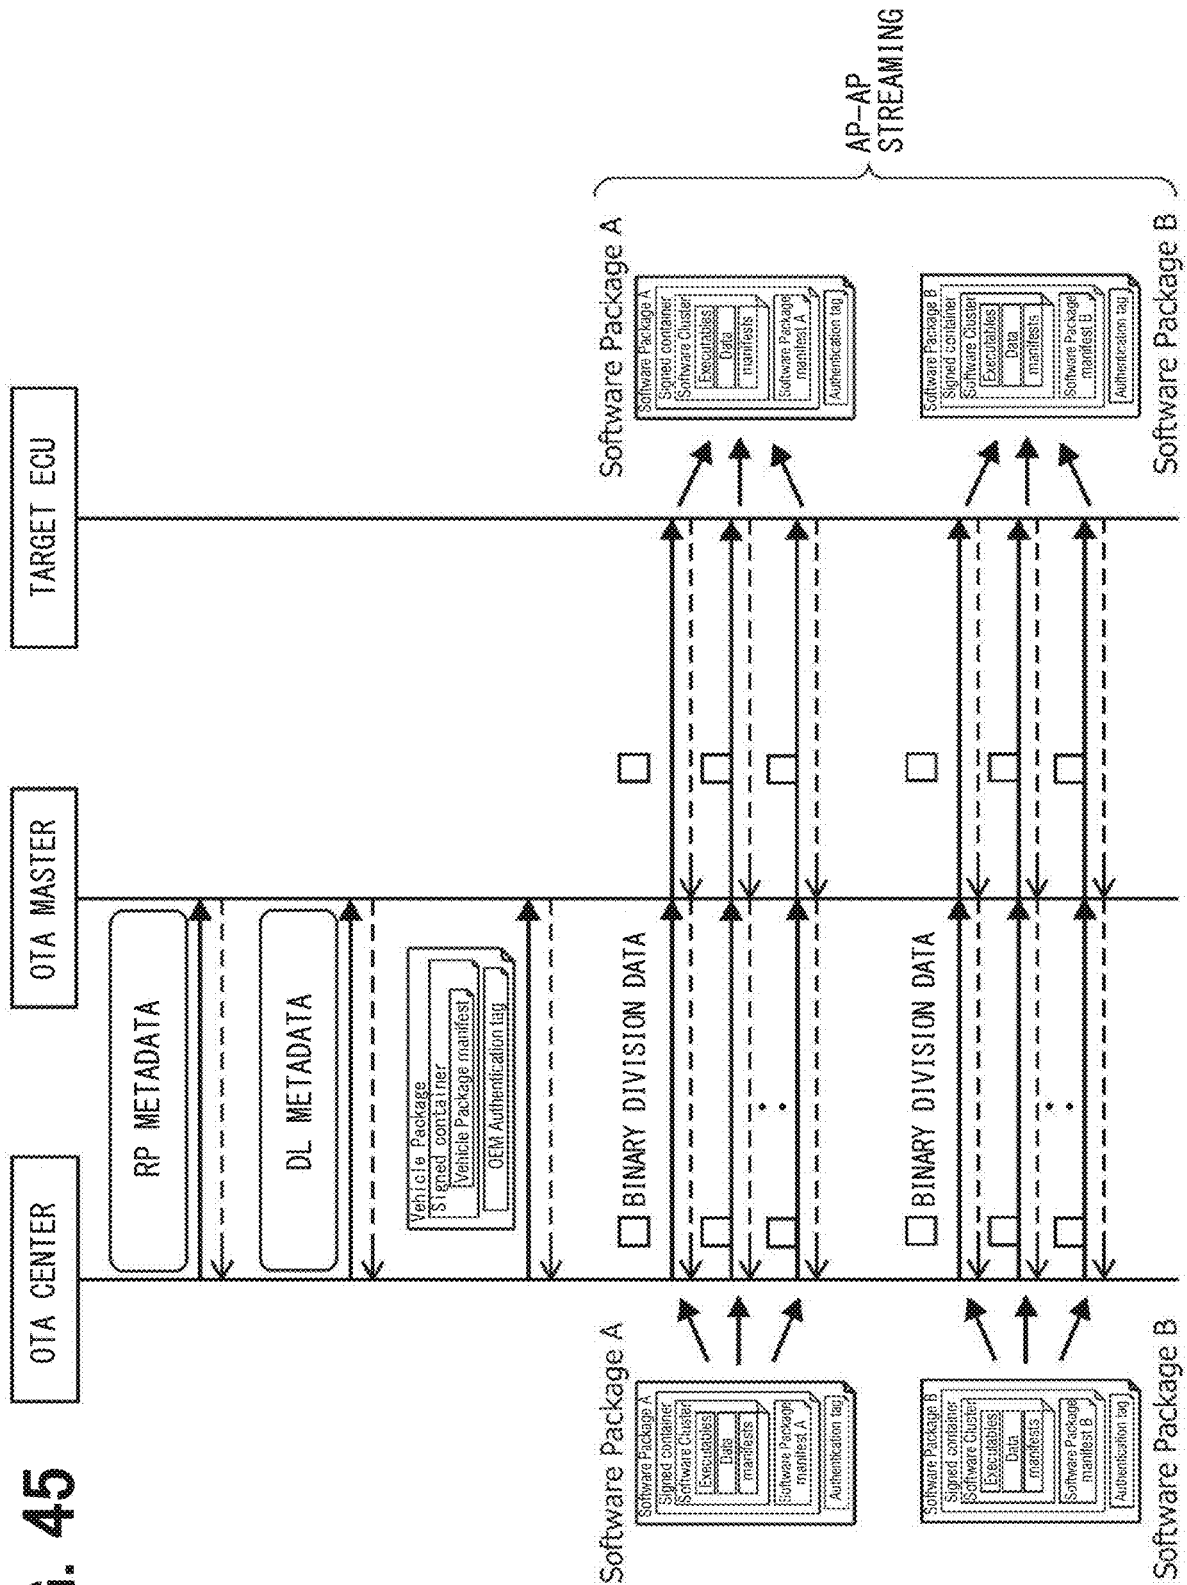 G. 45
OTA CENTER
OTA MASTER
TARGET ECU
RP METADATA
DL METADATA
Vehicle Package
Signed container
Vehicle Package manifest
OEM Authentication tag
Software Package A
Software Package A
Signed container
Software Cluster
Executables
Data
manifests
Software Package
manifest A
Authentication tag
BINARY DIVISION DATA
Software Package A
Software Package A
Signed container
Software Cluster
Executables
Data
manifests
Software Package
manifest A
Authentication tag
AP-AP
STREAMING
Software Package B
Signed container
Software Cluster
Executables
Data
manifests
Software Package
manifest B
Authentication tag
Software Package B
BINARY DIVISION DATA
Software Package B
Signed container
Software Cluster
Executables
Data
manifests
Software Package
manifest B
Authentication tag
Software Package B